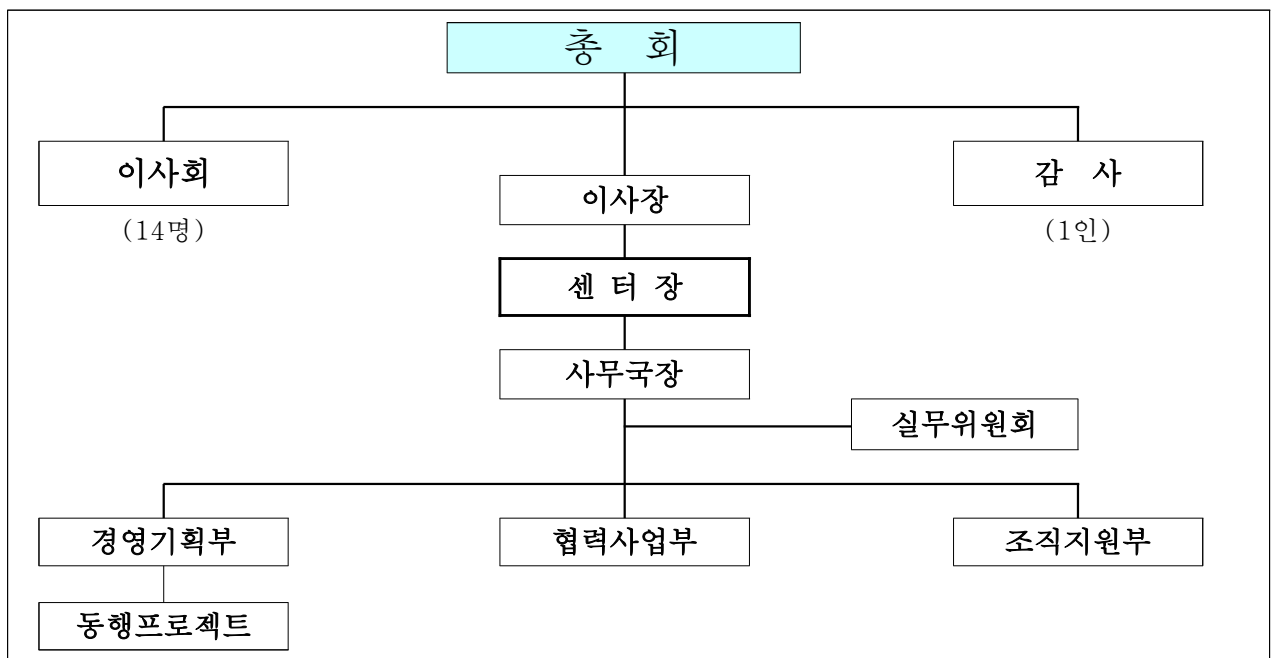 총 회
이사회
감 사
이사장
(14명)
(1인)
센 터 장
사무국장
실무위원회
경영기획부
협력사업부
조직지원부
동행프로젝트